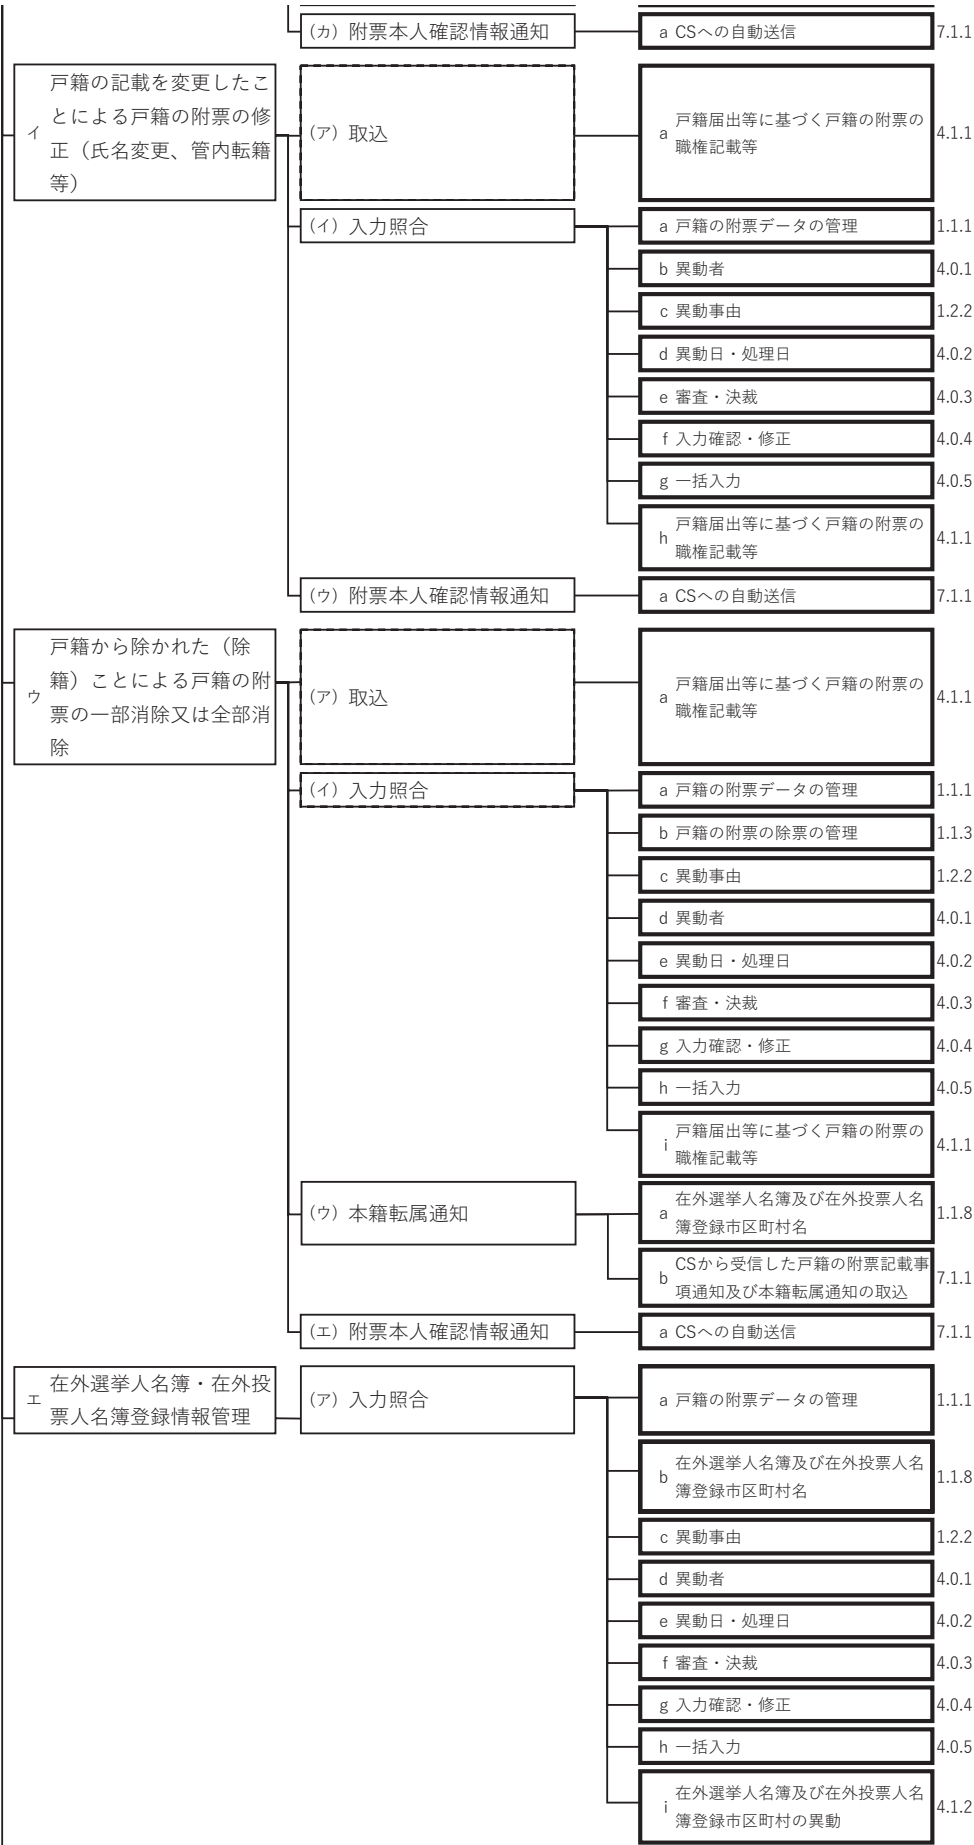 (カ) 附票本人確認情報通知
a CSへの自動送信
7.1.1
イ
戸籍の記載を変更したこ
とによる戸籍の附票の修
正（氏名変更、管内転籍
等）
(ア) 取込
a
戸籍届出等に基づく戸籍の附票の
職権記載等
4.1.1
(イ) 入力照合
a 戸籍の附票データの管理
1.1.1
b 異動者
4.0.1
c 異動事由
1.2.2
d 異動日・処理日
4.0.2
e 審査・決裁
4.0.3
f 入力確認・修正
4.0.4
g 一括入力
4.0.5
h
戸籍届出等に基づく戸籍の附票の
職権記載等
4.1.1
(ウ) 附票本人確認情報通知
a CSへの自動送信
7.1.1
ウ
戸籍から除かれた（除
籍）ことによる戸籍の附
票の一部消除又は全部消
除
(ア) 取込
a
戸籍届出等に基づく戸籍の附票の
職権記載等
4.1.1
(イ) 入力照合
a 戸籍の附票データの管理
1.1.1
b 戸籍の附票の除票の管理
1.1.3
c 異動事由
1.2.2
d 異動者
4.0.1
e 異動日・処理日
4.0.2
f 審査・決裁
4.0.3
g 入力確認・修正
4.0.4
h 一括入力
4.0.5
i
戸籍届出等に基づく戸籍の附票の
職権記載等
4.1.1
(ウ) 本籍転属通知
a
在外選挙人名簿及び在外投票人名
簿登録市区町村名
1.1.8
b
CSから受信した戸籍の附票記載事
項通知及び本籍転属通知の取込
7.1.1
(エ) 附票本人確認情報通知
a CSへの自動送信
7.1.1
エ
在外選挙人名簿・在外投
票人名簿登録情報管理
(ア) 入力照合
a 戸籍の附票データの管理
1.1.1
b
在外選挙人名簿及び在外投票人名
簿登録市区町村名
1.1.8
c 異動事由
1.2.2
d 異動者
4.0.1
e 異動日・処理日
4.0.2
f 審査・決裁
4.0.3
g 入力確認・修正
4.0.4
h 一括入力
4.0.5
i
在外選挙人名簿及び在外投票人名
簿登録市区町村の異動
4.1.2